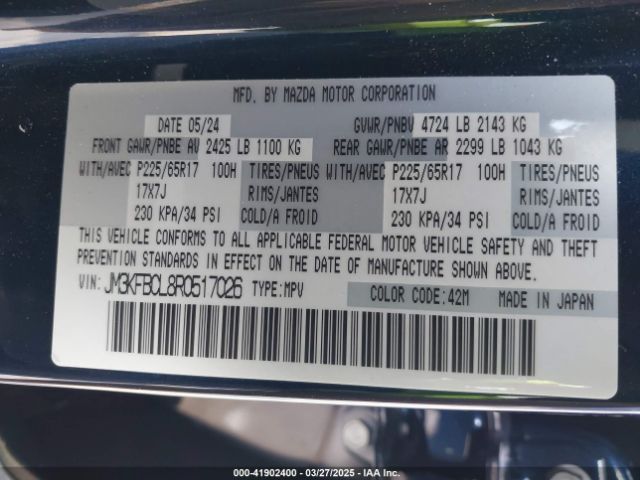 MFD. BY MAZDA MOTOR CORPORATION
DATE 05/24 GVWR/PNBV 4724 LB 2143 KG
FRONT GAWR/PNBE AV 2425 LB 1100 KG REAR GAWR/PNBE AR 2299 LB 1043 KG
WITH/AVEC P225/65R17 100H TIRES/PNEUS WITH/AVEC P225/65R17 100H TIRES/PNEUS
17X7J RIMS/JANTES 17X7J RIMS/JANTES
230 KPA/34 PSI COLD/A FROID 230 KPA/34 PSI COLD/A FROID
THIS VEHICLE CONFORMS TO ALL APPLICABLE FEDERAL MOTOR VEHICLE SAFETY AND THEFT
PREVENTION STANDARDS IN EFFECT ON THE DATE OF MANUFACTURE SHOWN ABOVE.
VIN: JM3KFBCL8R0517026 TYPE:MPV COLOR CODE:42M MADE IN JAPAN
000-41902400 | 03/27/2025 | IAA Inc.